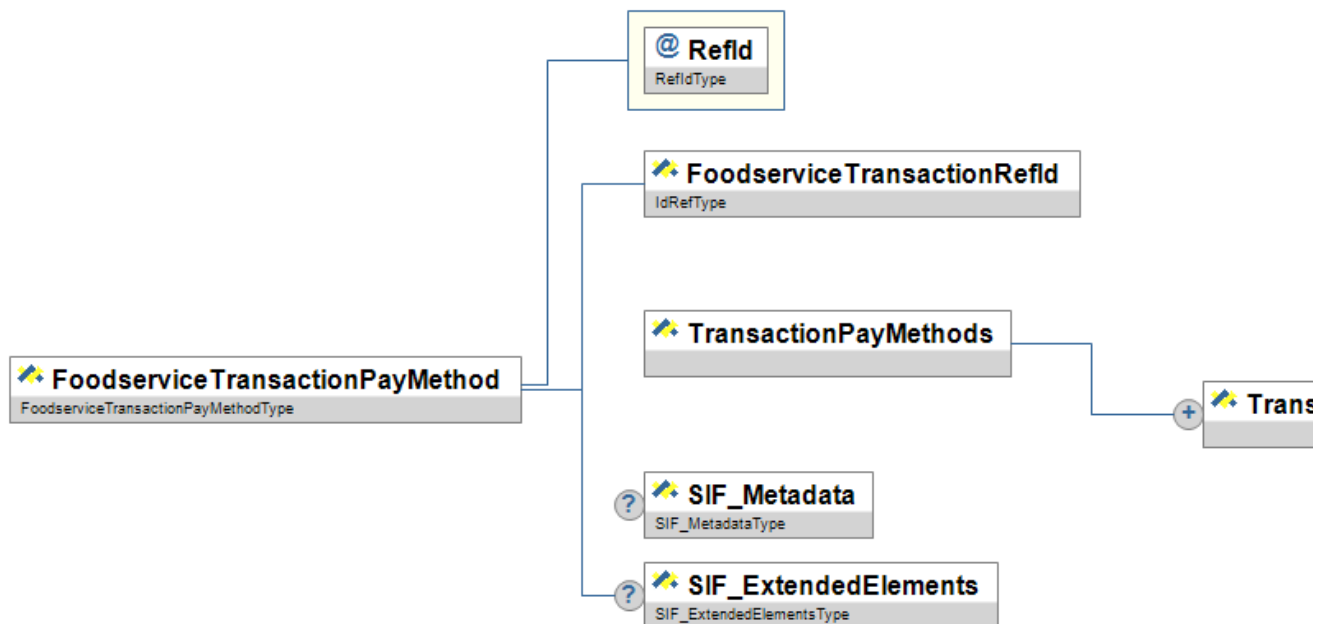 @ RefId
RefIdType
FoodserviceTransactionRefId
IdRefType
TransactionPayMethods
FoodserviceTransactionPayMethod
FoodserviceTransactionPayMethodType
+ Trans
? SIF_Metadata
SIF_MetadataType
? SIF_ExtendedElements
SIF_ExtendedElementsType